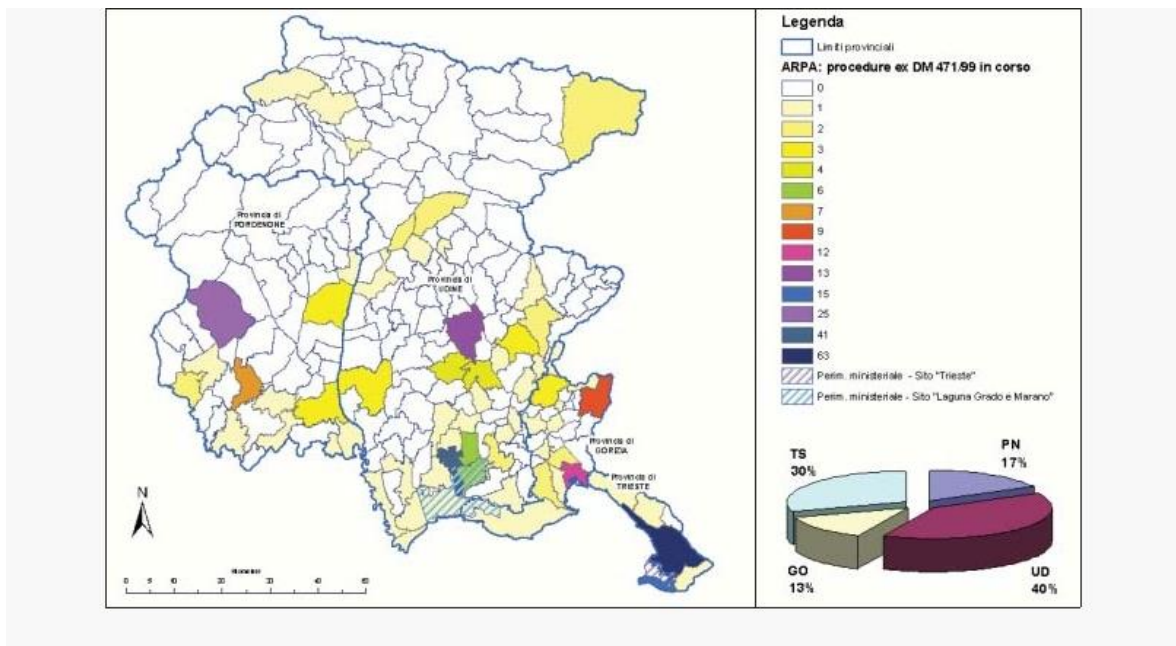 Legenda
Limiti provinciali
ARPA: procedure ex DM 471/99 in corso
0
1
2
3
4
6
7
9
12
13
15
25
41
63
Perim. ministeriale - Sito "Trieste"
Perim. ministeriale - Sito "Laguna Grado e Marano"
Provincia di
PORDENONE
Provincia di
UDINE
Provincia di
GORIZIA
Provincia di
TRIESTE
N
0 5 10 20 30 40 50
TS
30%
PN
17%
GO
13%
UD
40%